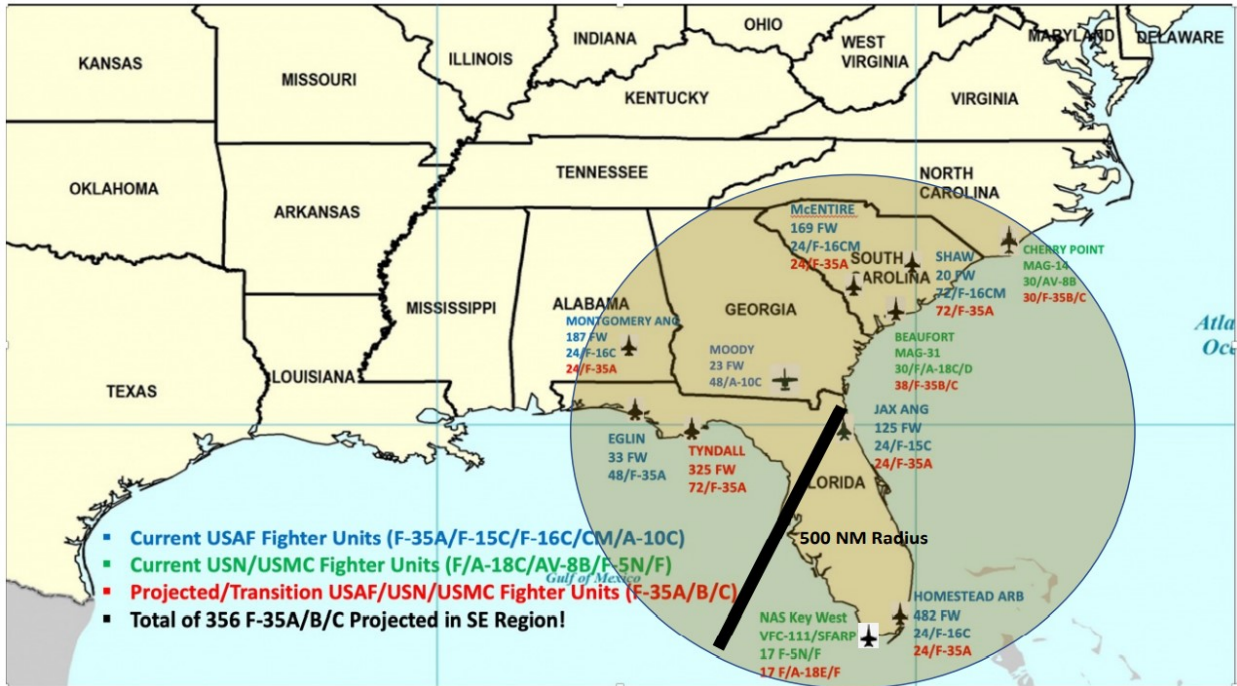 KANSAS
MISSOURI
ILLINOIS
INDIANA
OHIO
WEST
VIRGINIA
MARYLAND
DELAWARE
KENTUCKY
VIRGINIA
OKLAHOMA
ARKANSAS
TENNESSEE
NORTH
CAROLINA
TEXAS
LOUISIANA
MISSISSIPPI
ALABAMA
GEORGIA
SOUTH
CAROLINA
McENTIRE
169 FW
24/F-16CM
24/F-35A
SHAW
20 FW
72/F-16CM
72/F-35A
CHERRY POINT
MAG-14
30/AV-8B
30/F-35B/C
MONTGOMERY ANG
187 FW
24/F-16C
24/F-35A
MOODY
23 FW
48/A-10C
BEAUFORT
MAG-31
30/F/A-18C/D
38/F-35B/C
Atla
Oce
JAX ANG
125 FW
24/F-15C
24/F-35A
EGLIN
33 FW
48/F-35A
TYNDALL
325 FW
72/F-35A
LORIDA
500 NM Radius
Gulf of Mexico
▪ Current USAF Fighter Units (F-35A/F-15C/F-16C/CM/A-10C)
▪ Current USN/USMC Fighter Units (F/A-18C/AV-8B/F-5N/F)
▪ Projected/Transition USAF/USN/USMC Fighter Units (F-35A/B/C)
▪ Total of 356 F-35A/B/C Projected in SE Region!
NAS Key West
VFC-111/SFARP
17 F-5N/F
17 F/A-18E/F
HOMESTEAD ARB
482 FW
24/F-16C
24/F-35A